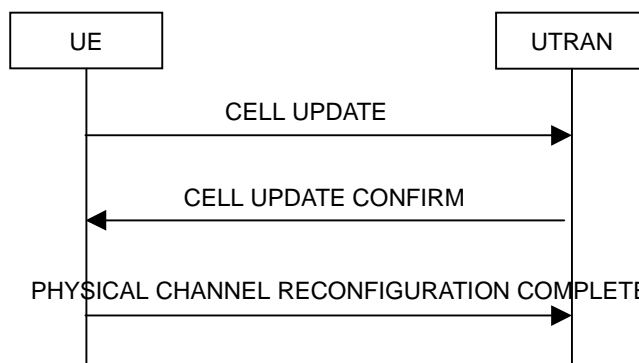 UE
UTRAN
CELL UPDATE
CELL UPDATE CONFIRM
PHYSICAL CHANNEL RECONFIGURATION COMPLETE